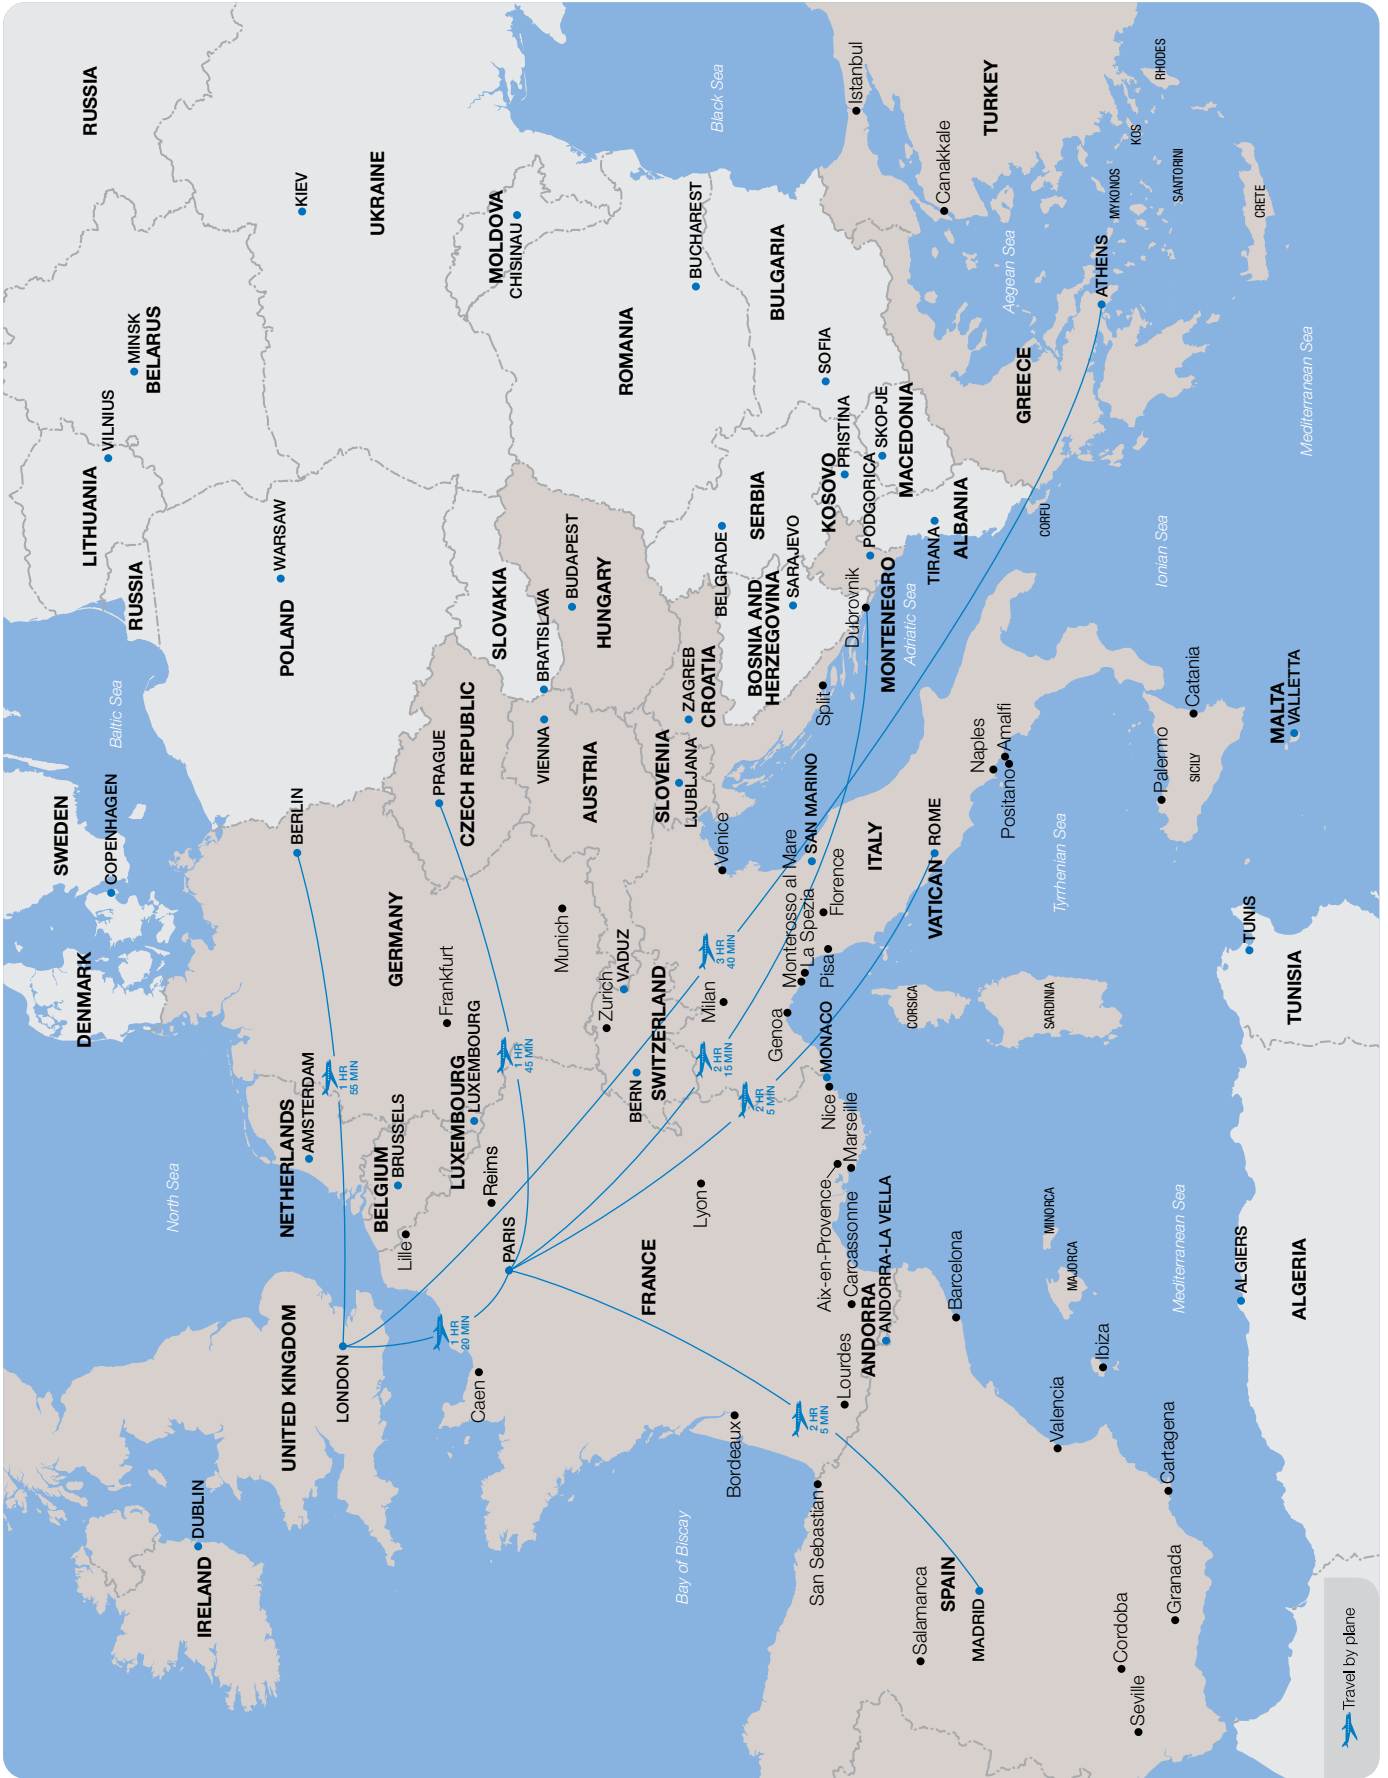 RUSSIA
LITHUANIA
VILNIUS
MINSK
BELARUS
RUSSIA
SWEDEN
COPENHAGEN
DENMARK
Baltic Sea
North Sea
KIEV
UKRAINE
WARSAW
POLAND
BERLIN
GERMANY
Frankfurt
Munich
1 HR
55 MIN
NETHERLANDS
AMSTERDAM
BELGIUM
BRUSSELS
LUXEMBOURG
LUXEMBOURG
UNITED KINGDOM
LONDON
IRELAND
DUBLIN
1 HR
20 MIN
1 HR
45 MIN
Lille
Reims
PARIS
Caen
FRANCE
Lyon
Bordeaux
Bay of Biscay
PRAGUE
CZECH REPUBLIC
SLOVAKIA
BRATISLAVA
VIENNA
AUSTRIA
BUDAPEST
HUNGARY
MOLDOVA
CHISINAU
ROMANIA
BUCHAREST
Black Sea
BULGARIA
SOFIA
SERBIA
BELGRADE
BOSNIA AND
HERZEGOVINA
SARAJEVO
KOSOVO
PRISTINA
SKOPJE
MACEDONIA
PODGORICA
MONTENEGRO
TIRANA
ALBANIA
SLOVENIA
LJUBLJANA
ZAGREB
CROATIA
Split
Dubrovnik
Adriatic Sea
Zurich
VADUZ
BERN
SWITZERLAND
3 HR
40 MIN
2 HR
15 MIN
2 HR
5 MIN
2 HR
5 MIN
Venice
Milan
Genoa
Monterosso al Mare
La Spezia
Pisa
Florence
SAN MARINO
ITALY
VATICAN
ROME
Naples
Amalfi
Positano
Palermo
SICILY
Catania
MALTA
VALLETTA
Tyrrhenian Sea
CORSICA
SARDINIA
MONACO
Nice
Marseille
Aix-en-Provence
Carcassonne
Lourdes
ANDORRA
ANDORRA-LA VELLA
San Sebastian
Barcelona
Valencia
Ibiza
MAJORCA
MINORCA
Cartagena
Granada
Cordoba
Seville
Salamanca
SPAIN
MADRID
Istanbul
Canakkale
TURKEY
GREECE
ATHENS
Aegean Sea
MYKONOS
KOS
RHODES
SANTORINI
CRETE
CORFU
Ionian Sea
Mediterranean Sea
Mediterranean Sea
TUNIS
TUNISIA
ALGIERS
ALGERIA
Travel by plane